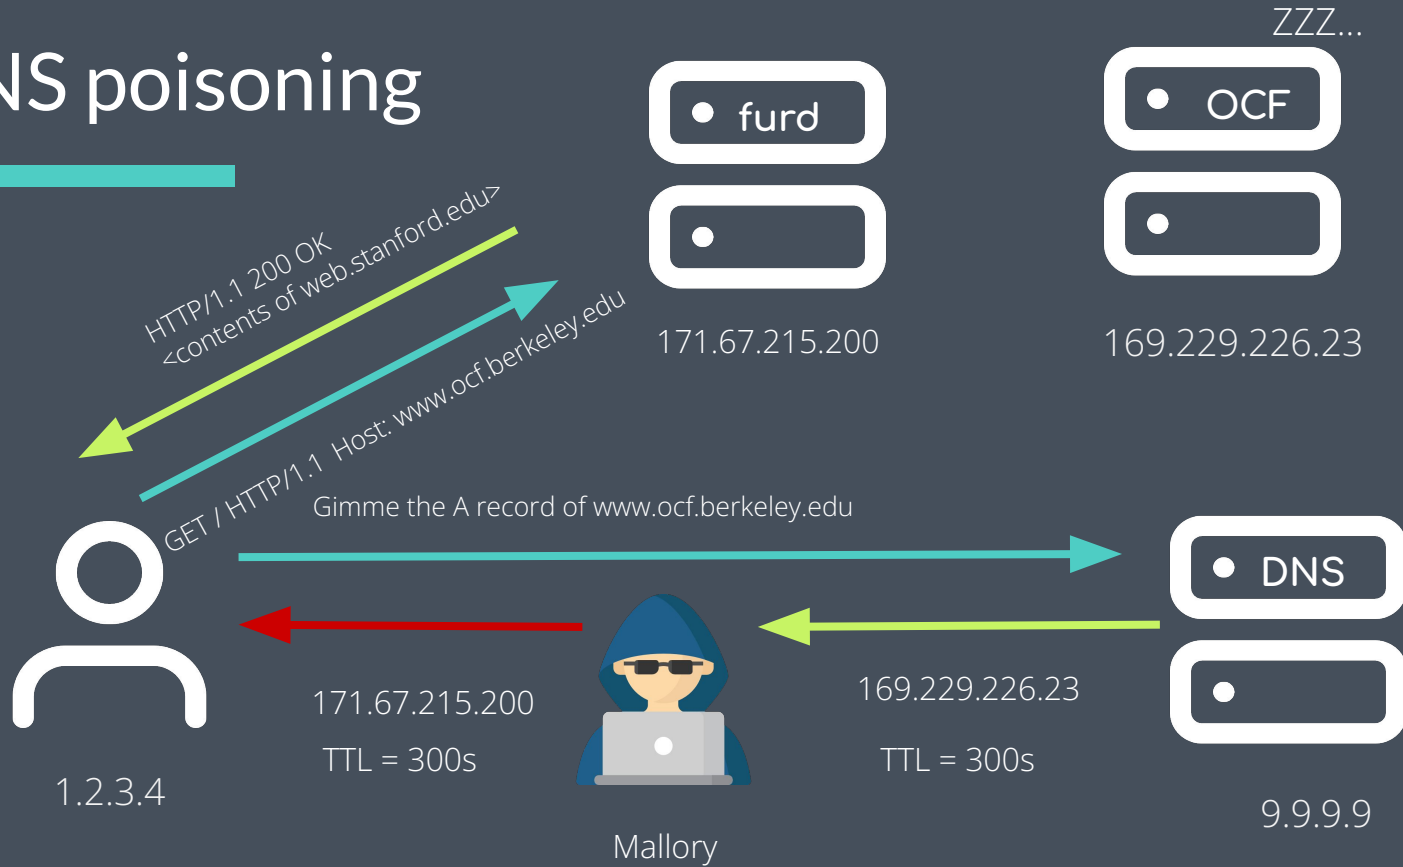 NS poisoning
ZZZ...
furd
OCF
171.67.215.200
169.229.226.23
HTTP/1.1 200 OK
<contents of web.stanford.edu>
GET / HTTP/1.1 Host: www.ocf.berkeley.edu
Gimme the A record of www.ocf.berkeley.edu
DNS
171.67.215.200
TTL = 300s
169.229.226.23
TTL = 300s
1.2.3.4
9.9.9.9
Mallory